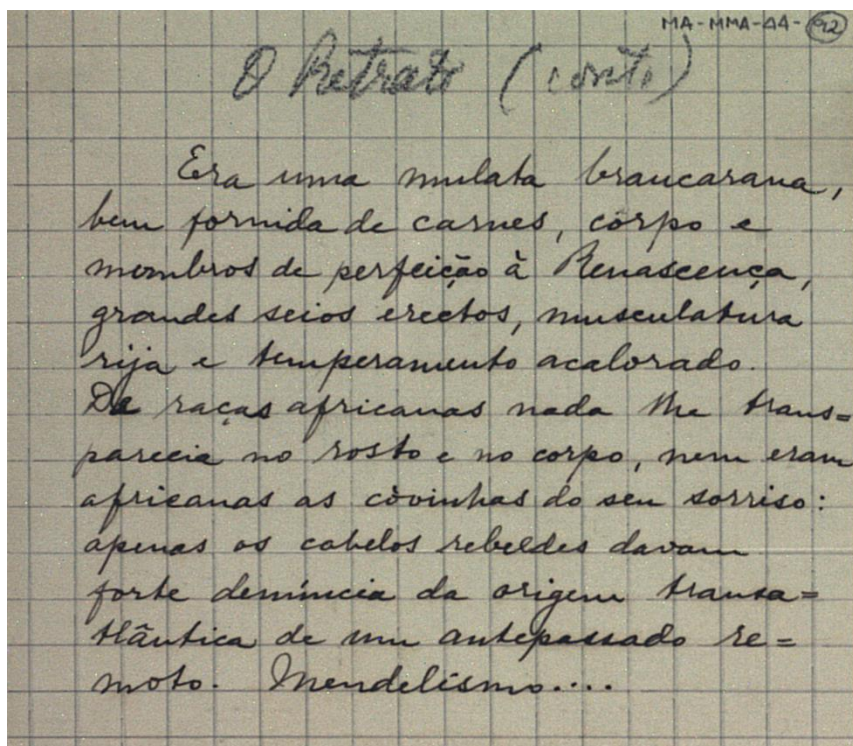 MA-MMA-44-92
O Retrato (conto)
Era uma mulata brancarana,
bem fornida de carnes, corpo e
membros de perfeição à Renascença,
grandes seios erectos, musculatura
rija e temperamento acalorado.
De raças africanas nada lhe trans=
parecia no rosto e no corpo, nem eram
africanas as còvinhas do seu sorriso:
apenas os cabelos rebeldes davam
forte denúncia da origem transa=
tlântica de um antepassado re=
moto. Mendelismo....